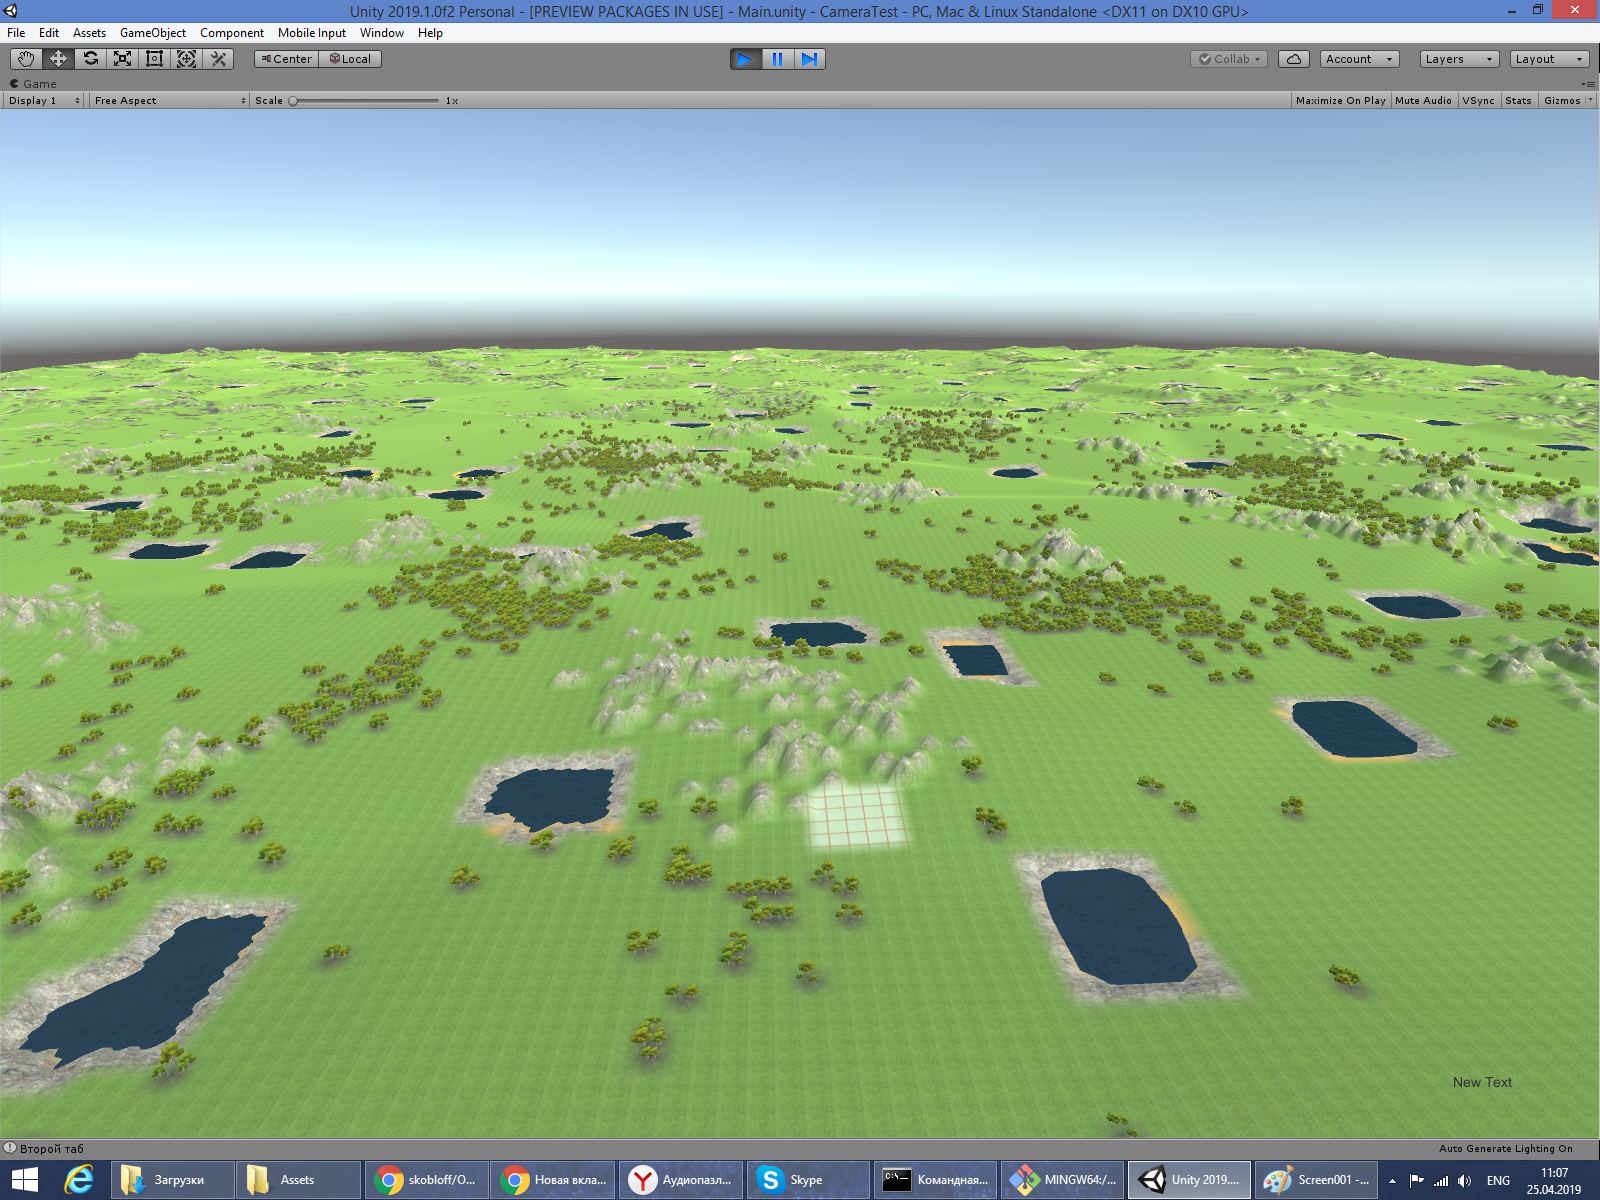 Unity 2019.1.0f2 Personal - [PREVIEW PACKAGES IN USE] - Main.unity - CameraTest - PC, Mac & Linux Standalone <DX11 on DX10 GPU>
File Edit Assets GameObject Component Mobile Input Window Help
Center Local Collab Account Layers Layout
Game
Display 1 Free Aspect Scale 1x Maximize On Play Mute Audio VSync Stats Gizmos
New Text
Второй таб Auto Generate Lighting On
Загрузки Assets skobloff/O... Новая вкла... Аудиопазл... Skype Командная... MINGW64:/... Unity 2019.... Screen001 -... ENG 11:07
25.04.2019